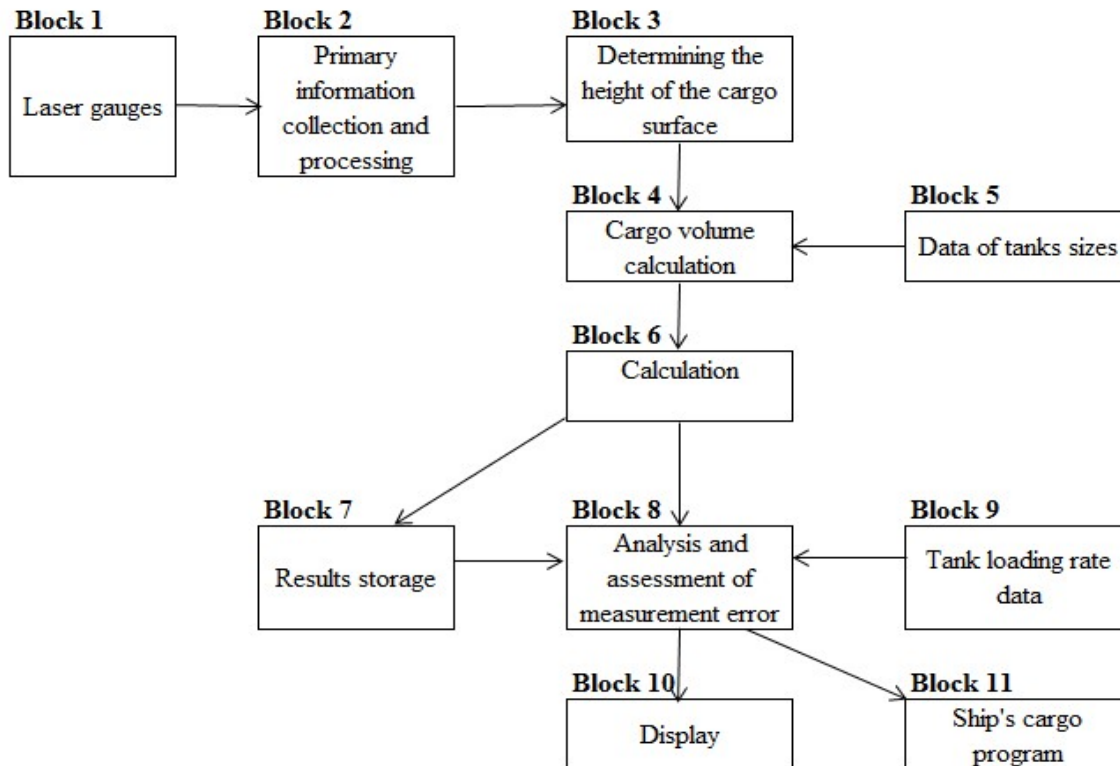 Block 1
Laser gauges
Block 2
Primary
information
collection and
processing
Block 3
Determining the
height of the cargo
surface
Block 4
Cargo volume
calculation
Block 5
Data of tanks sizes
Block 6
Calculation
Block 7
Results storage
Block 8
Analysis and
assessment of
measurement error
Block 9
Tank loading rate
data
Block 10
Display
Block 11
Ship's cargo
program